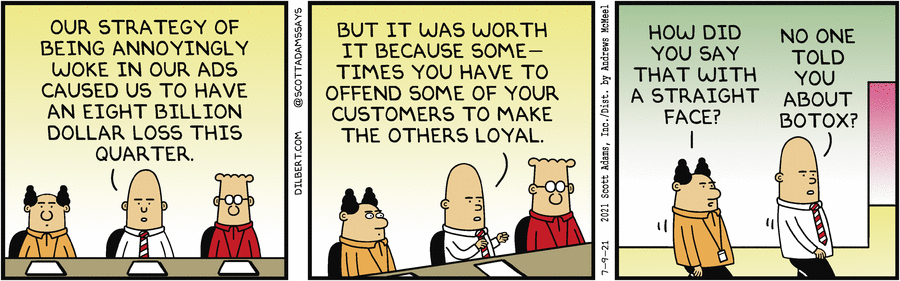 OUR STRATEGY OF
BEING ANNOYINGLY
WOKE IN OUR ADS
CAUSED US TO HAVE
AN EIGHT BILLION
DOLLAR LOSS THIS
QUARTER.
DILBERT.COM @SCOTTADAMSSAYS
BUT IT WAS WORTH
IT BECAUSE SOME-
TIMES YOU HAVE TO
OFFEND SOME OF YOUR
CUSTOMERS TO MAKE
THE OTHERS LOYAL.
7-9-21 2021 Scott Adams, Inc./Dist. by Andrews McMeel
HOW DID
YOU SAY
THAT WITH
A STRAIGHT
FACE?
NO ONE
TOLD
YOU
ABOUT
BOTOX?